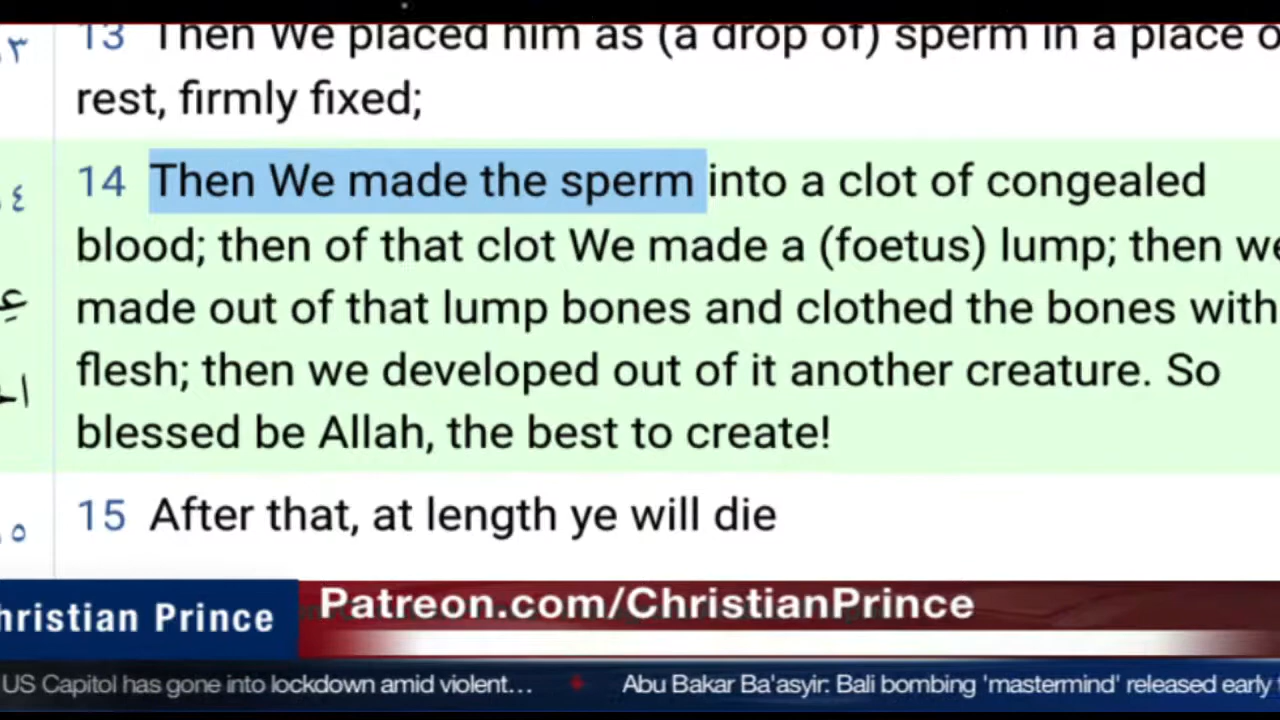 13 Then We placed him as (a drop of) sperm in a place o
rest, firmly fixed;
14 Then We made the sperm into a clot of congealed
blood; then of that clot We made a (foetus) lump; then we
made out of that lump bones and clothed the bones with
flesh; then we developed out of it another creature. So
blessed be Allah, the best to create!
15 After that, at length ye will die
hristian Prince
Patreon.com/ChristianPrince
US Capitol has gone into lockdown amid violent... Abu Bakar Ba'asyir: Bali bombing 'mastermind' released early